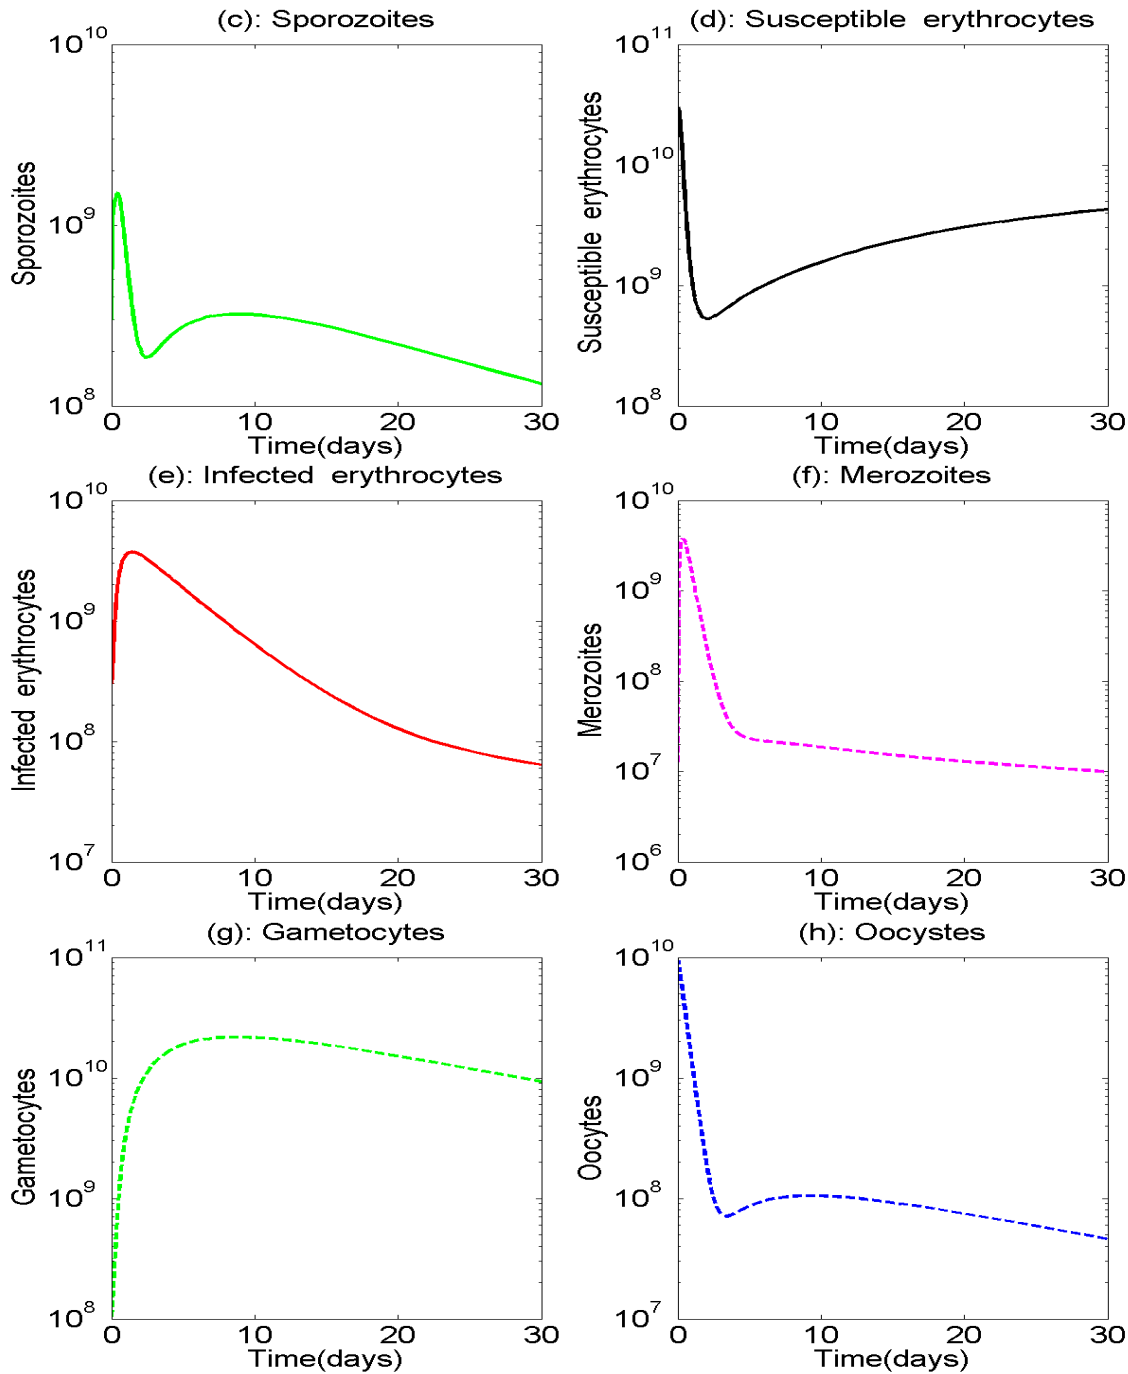 (c): Sporozoites
10^10
10^9
10^8
Sporozoites
0 10 20 30
Time(days)
(d): Susceptible erythrocytes
10^11
10^10
10^9
10^8
Susceptible erythrocytes
0 10 20 30
Time(days)
(e): Infected erythrocytes
10^10
10^9
10^8
10^7
Infected erythrocytes
0 10 20 30
Time(days)
(f): Merozoites
10^10
10^9
10^8
10^7
10^6
Merozoites
0 10 20 30
Time(days)
(g): Gametocytes
10^11
10^10
10^9
10^8
Gametocytes
0 10 20 30
Time(days)
(h): Oocystes
10^10
10^9
10^8
10^7
Oocytes
0 10 20 30
Time(days)